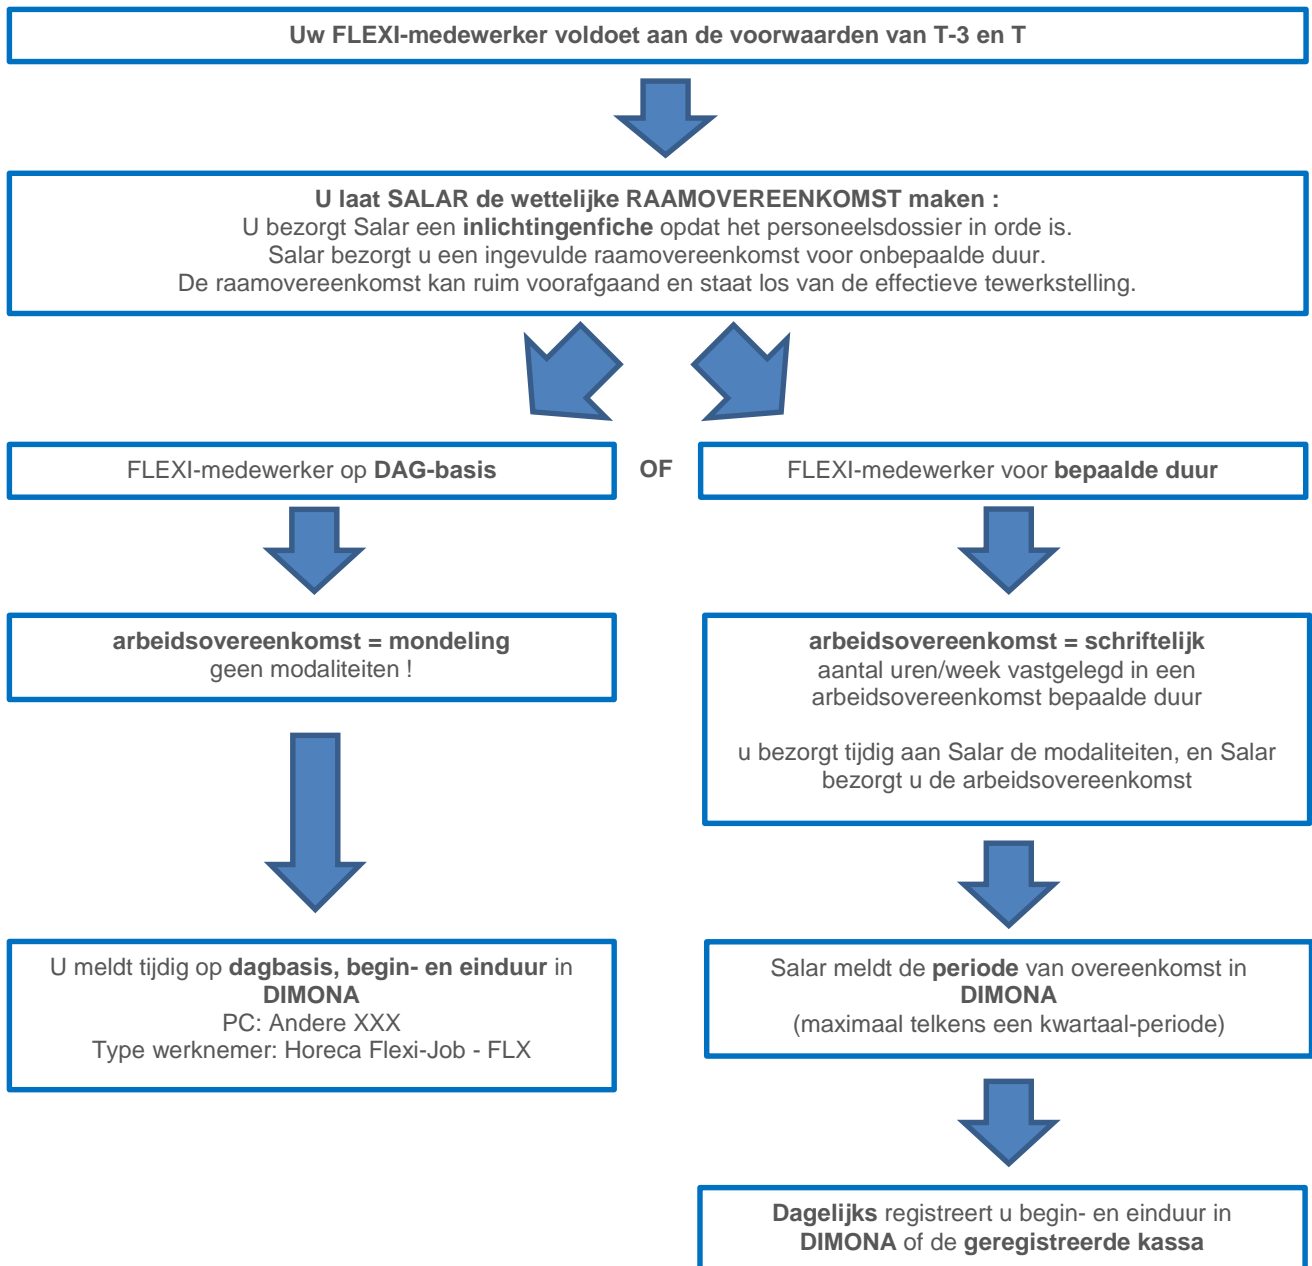 Uw FLEXI-medewerker voldoet aan de voorwaarden van T-3 en T
U laat SALAR de wettelijke RAAMOVEREENKOMST maken :
U bezorgt Salar een inlichtingenfiche opdat het personeelsdossier in orde is.
Salar bezorgt u een ingevulde raamovereenkomst voor onbepaalde duur.
De raamovereenkomst kan ruim voorafgaand en staat los van de effectieve tewerkstelling.
FLEXI-medewerker op DAG-basis
OF
FLEXI-medewerker voor bepaalde duur
arbeidsovereenkomst = mondeling
geen modaliteiten !
arbeidsovereenkomst = schriftelijk
aantal uren/week vastgelegd in een
arbeidsovereenkomst bepaalde duur
u bezorgt tijdig aan Salar de modaliteiten, en Salar
bezorgt u de arbeidsovereenkomst
U meldt tijdig op dagbasis, begin- en einduur in
DIMONA
PC: Andere XXX
Type werknemer: Horeca Flexi-Job - FLX
Salar meldt de periode van overeenkomst in
DIMONA
(maximaal telkens een kwartaal-periode)
Dagelijks registreert u begin- en einduur in
DIMONA of de geregistreerde kassa